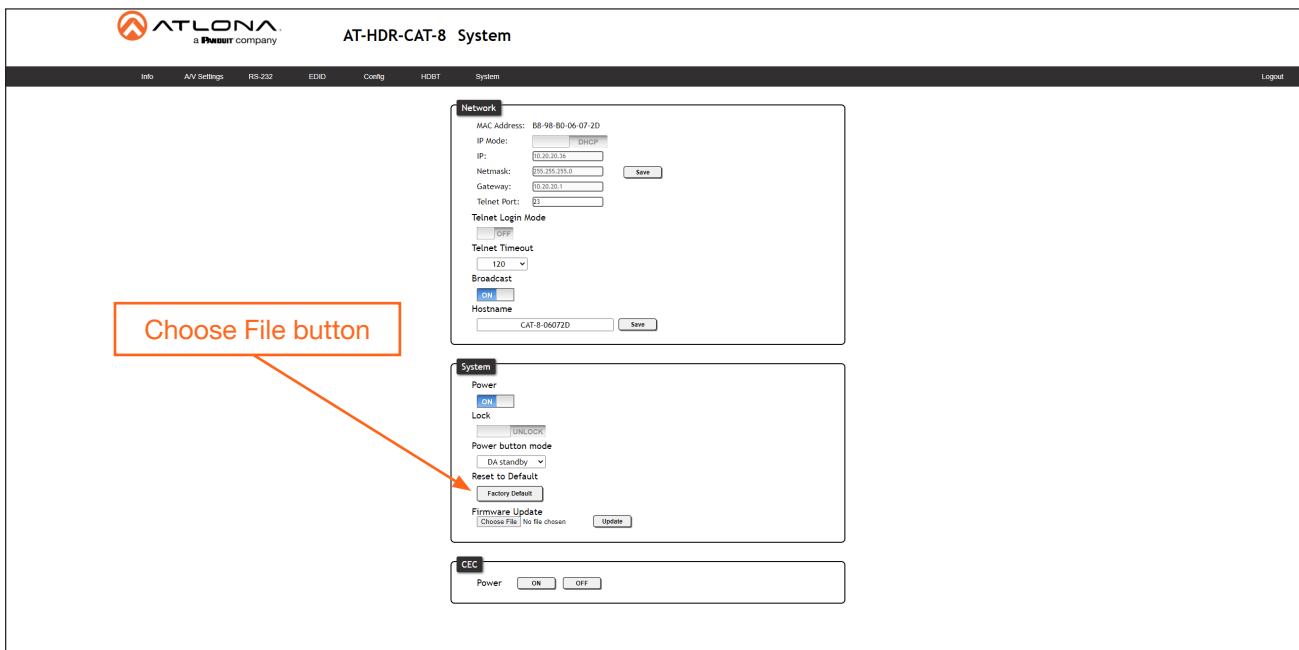 ATLONA.
a PANDUIT company
AT-HDR-CAT-8 System
Info A/V Settings RS-232 EDID Config HDBT System Logout
Network
MAC Address: B8-98-B0-06-07-2D
IP Mode: DHCP
IP: 10.20.20.36
Netmask: 255.255.255.0 Save
Gateway: 10.20.20.1
Telnet Port: 23
Telnet Login Mode
OFF
Telnet Timeout
120
Broadcast
ON
Hostname
CAT-8-06072D Save
Choose File button
System
Power
ON
Lock
UNLOCK
Power button mode
DA standby
Reset to Default
Factory Default
Firmware Update
Choose File No file chosen Update
CEC
Power ON OFF